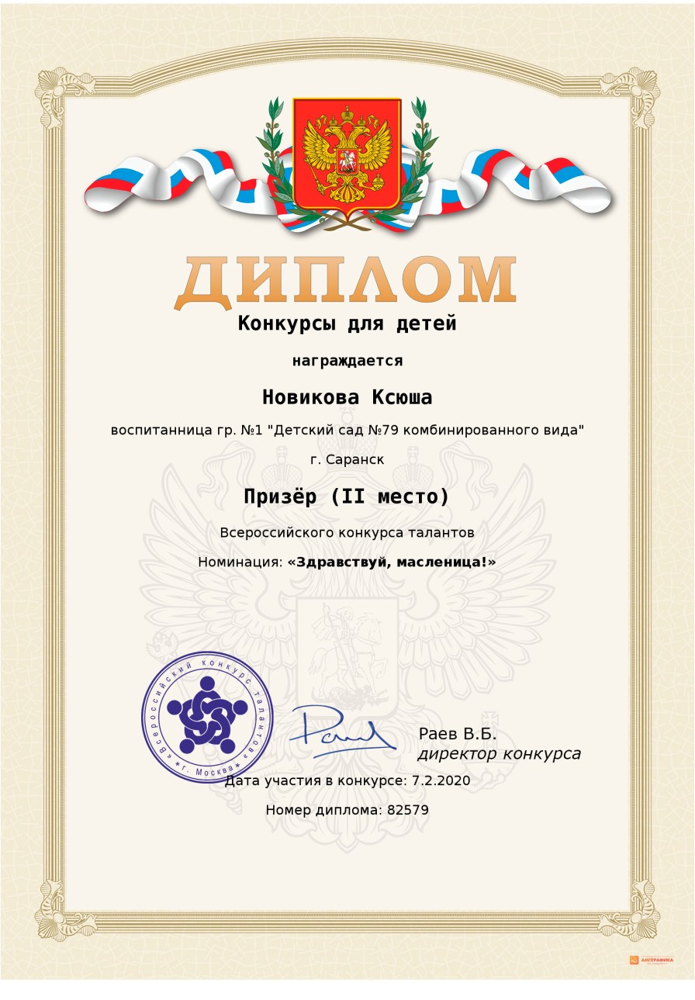 ДИПЛОМ
Конкурсы для детей
награждается
Новикова Ксюша
воспитанница гр. №1 "Детский сад №79 комбинированного вида"
г. Саранск
Призёр (II место)
Всероссийского конкурса талантов
Номинация: «Здравствуй, масленица!»
«Всероссийский конкурс талантов»
* г. Москва *
Раев В.Б.
директор конкурса
Дата участия в конкурсе: 7.2.2020
Номер диплома: 82579